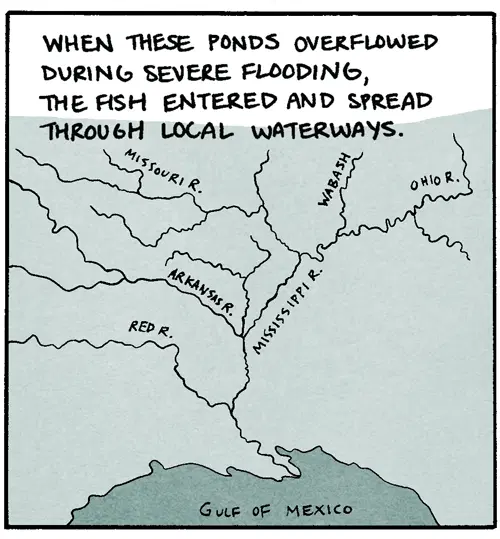 WHEN THESE PONDS OVERFLOWED
DURING SEVERE FLOODING,
THE FISH ENTERED AND SPREAD
THROUGH LOCAL WATERWAYS.
MISSOURI R.
WABASH
OHIO R.
ARKANSAS R.
MISSISSIPPI R.
RED R.
GULF OF MEXICO